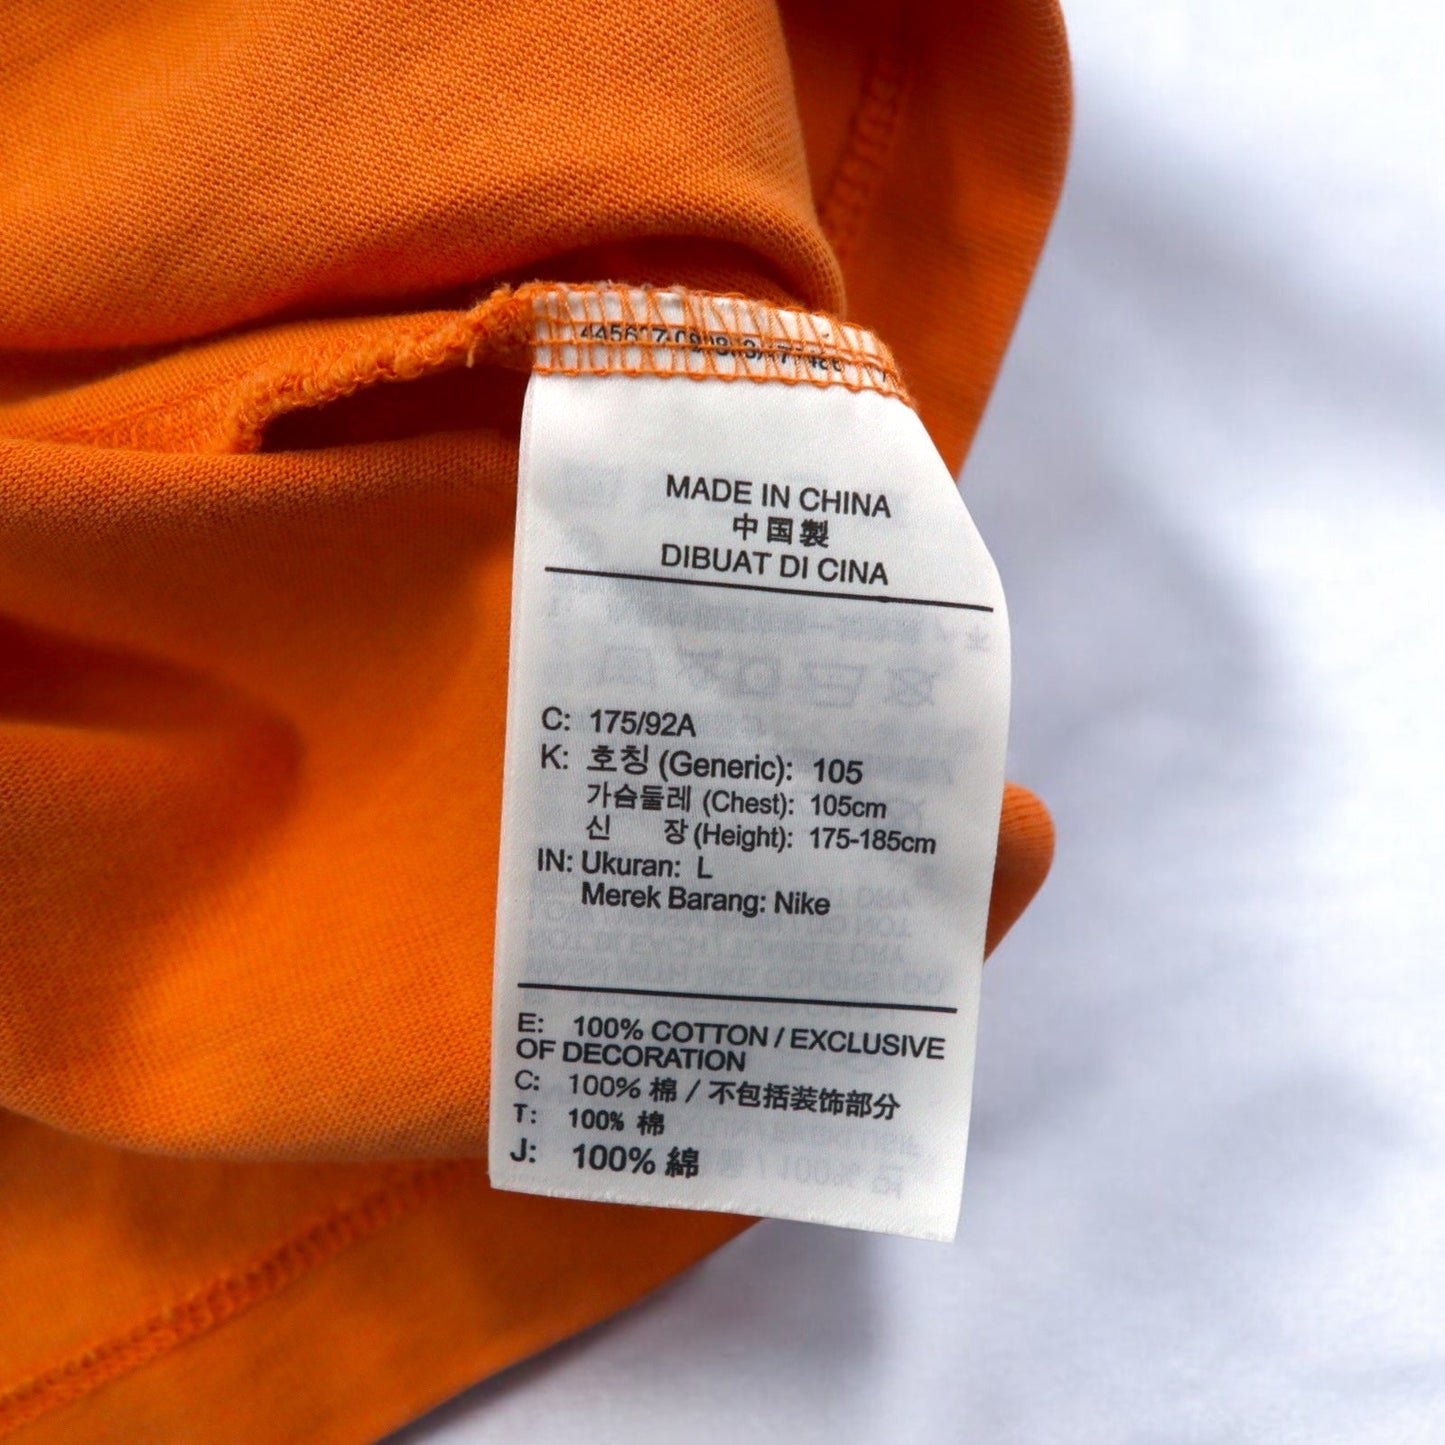 MADE IN CHINA
中国製
DIBUAT DI CINA
C: 175/92A
K: 호칭 (Generic): 105
가슴둘레 (Chest): 105cm
신 장 (Height): 175-185cm
IN: Ukuran: L
Merek Barang: Nike
E: 100% COTTON / EXCLUSIVE
OF DECORATION
C: 100% 棉 / 不包括装饰部分
T: 100% 棉
J: 100% 綿